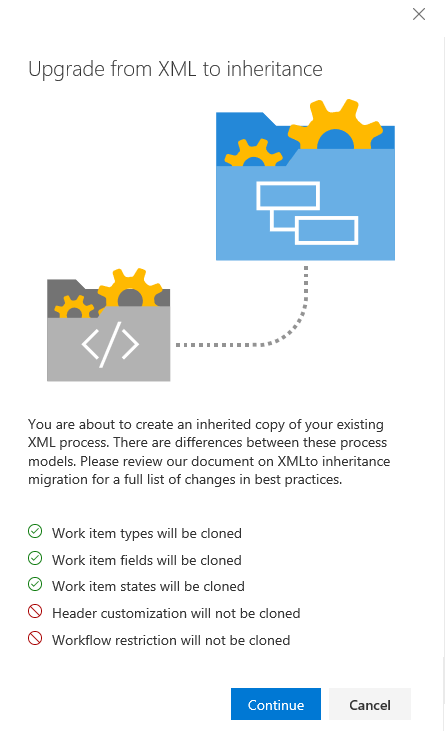 Upgrade from XML to inheritance
</>
You are about to create an inherited copy of your existing
XML process. There are differences between these process
models. Please review our document on XMLto inheritance
migration for a full list of changes in best practices.
Work item types will be cloned
Work item fields will be cloned
Work item states will be cloned
Header customization will not be cloned
Workflow restriction will not be cloned
Continue
Cancel